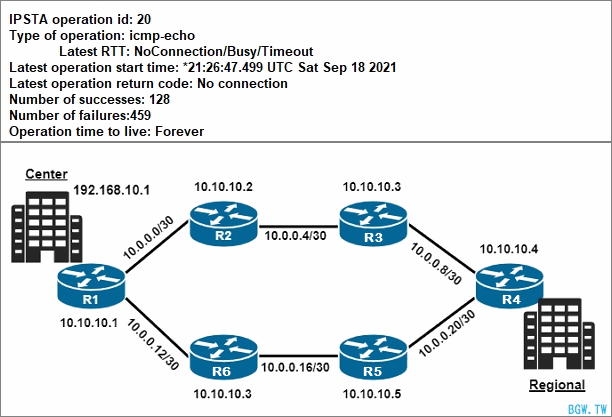 IPSTA operation id: 20
Type of operation: icmp-echo
Latest RTT: NoConnection/Busy/Timeout
Latest operation start time: *21:26:47.499 UTC Sat Sep 18 2021
Latest operation return code: No connection
Number of successes: 128
Number of failures:459
Operation time to live: Forever
Center
192.168.10.1
10.10.10.2
10.10.10.3
10.0.0.0/30
R2
10.0.0.4/30
R3
10.0.0.8/30
10.10.10.4
R1
R4
10.10.10.1
10.0.0.12/30
R6
10.0.0.16/30
R5
10.0.0.20/30
10.10.10.3
10.10.10.5
Regional
BGW.TW